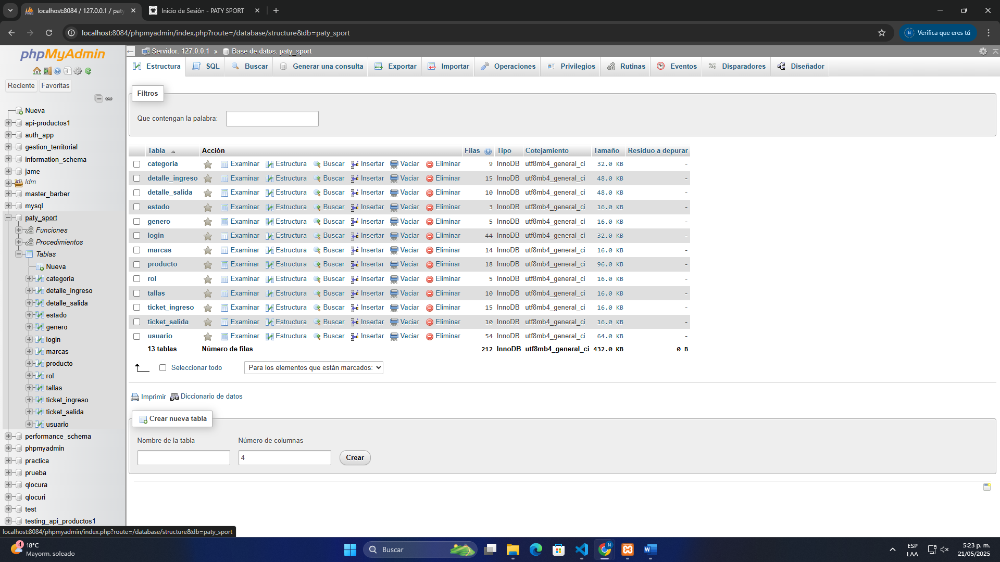 localhost:8084 / 127.0.0.1 / paty
Inicio de Sesión - PATY SPORT
localhost:8084/phpmyadmin/index.php?route=/database/structure&db=paty_sport
N
Verifica que eres tú
phpMyAdmin
Reciente Favoritas
Nueva
api-productos1
auth_app
gestion_territorial
information_schema
jame
ldm
master_barber
mysql
paty_sport
Funciones
Procedimientos
Tablas
Nueva
categoria
detalle_ingreso
detalle_salida
estado
genero
login
marcas
producto
rol
tallas
ticket_ingreso
ticket_salida
usuario
performance_schema
phpmyadmin
practica
prueba
qlocura
qlocuri
test
testing_api_productos1
localhost:8084/phpmyadmin/index.php?route=/database/structure&db=paty_sport
Servidor: 127.0.0.1 » Base de datos: paty_sport
Estructura SQL Buscar Generar una consulta Exportar Importar Operaciones Privilegios Rutinas Eventos Disparadores Diseñador
Filtros
Que contengan la palabra:
Tabla Acción Filas Tipo Cotejamiento Tamaño Residuo a depurar
categoria Examinar Estructura Buscar Insertar Vaciar Eliminar 9 InnoDB utf8mb4_general_ci 32.0 KB -
detalle_ingreso Examinar Estructura Buscar Insertar Vaciar Eliminar 15 InnoDB utf8mb4_general_ci 48.0 KB -
detalle_salida Examinar Estructura Buscar Insertar Vaciar Eliminar 10 InnoDB utf8mb4_general_ci 48.0 KB -
estado Examinar Estructura Buscar Insertar Vaciar Eliminar 3 InnoDB utf8mb4_general_ci 16.0 KB -
genero Examinar Estructura Buscar Insertar Vaciar Eliminar 5 InnoDB utf8mb4_general_ci 16.0 KB -
login Examinar Estructura Buscar Insertar Vaciar Eliminar 44 InnoDB utf8mb4_general_ci 32.0 KB -
marcas Examinar Estructura Buscar Insertar Vaciar Eliminar 14 InnoDB utf8mb4_general_ci 16.0 KB -
producto Examinar Estructura Buscar Insertar Vaciar Eliminar 18 InnoDB utf8mb4_general_ci 96.0 KB -
rol Examinar Estructura Buscar Insertar Vaciar Eliminar 5 InnoDB utf8mb4_general_ci 16.0 KB -
tallas Examinar Estructura Buscar Insertar Vaciar Eliminar 10 InnoDB utf8mb4_general_ci 16.0 KB -
ticket_ingreso Examinar Estructura Buscar Insertar Vaciar Eliminar 15 InnoDB utf8mb4_general_ci 16.0 KB -
ticket_salida Examinar Estructura Buscar Insertar Vaciar Eliminar 10 InnoDB utf8mb4_general_ci 16.0 KB -
usuario Examinar Estructura Buscar Insertar Vaciar Eliminar 54 InnoDB utf8mb4_general_ci 64.0 KB -
13 tablas Número de filas 212 InnoDB utf8mb4_general_ci 432.0 KB 0 B
Seleccionar todo Para los elementos que están marcados:
Imprimir Diccionario de datos
Crear nueva tabla
Nombre de la tabla Número de columnas
4 Crear
4
18°C
Mayorm. soleado
Buscar
ESP
LAA
5:23 p. m.
21/05/2025